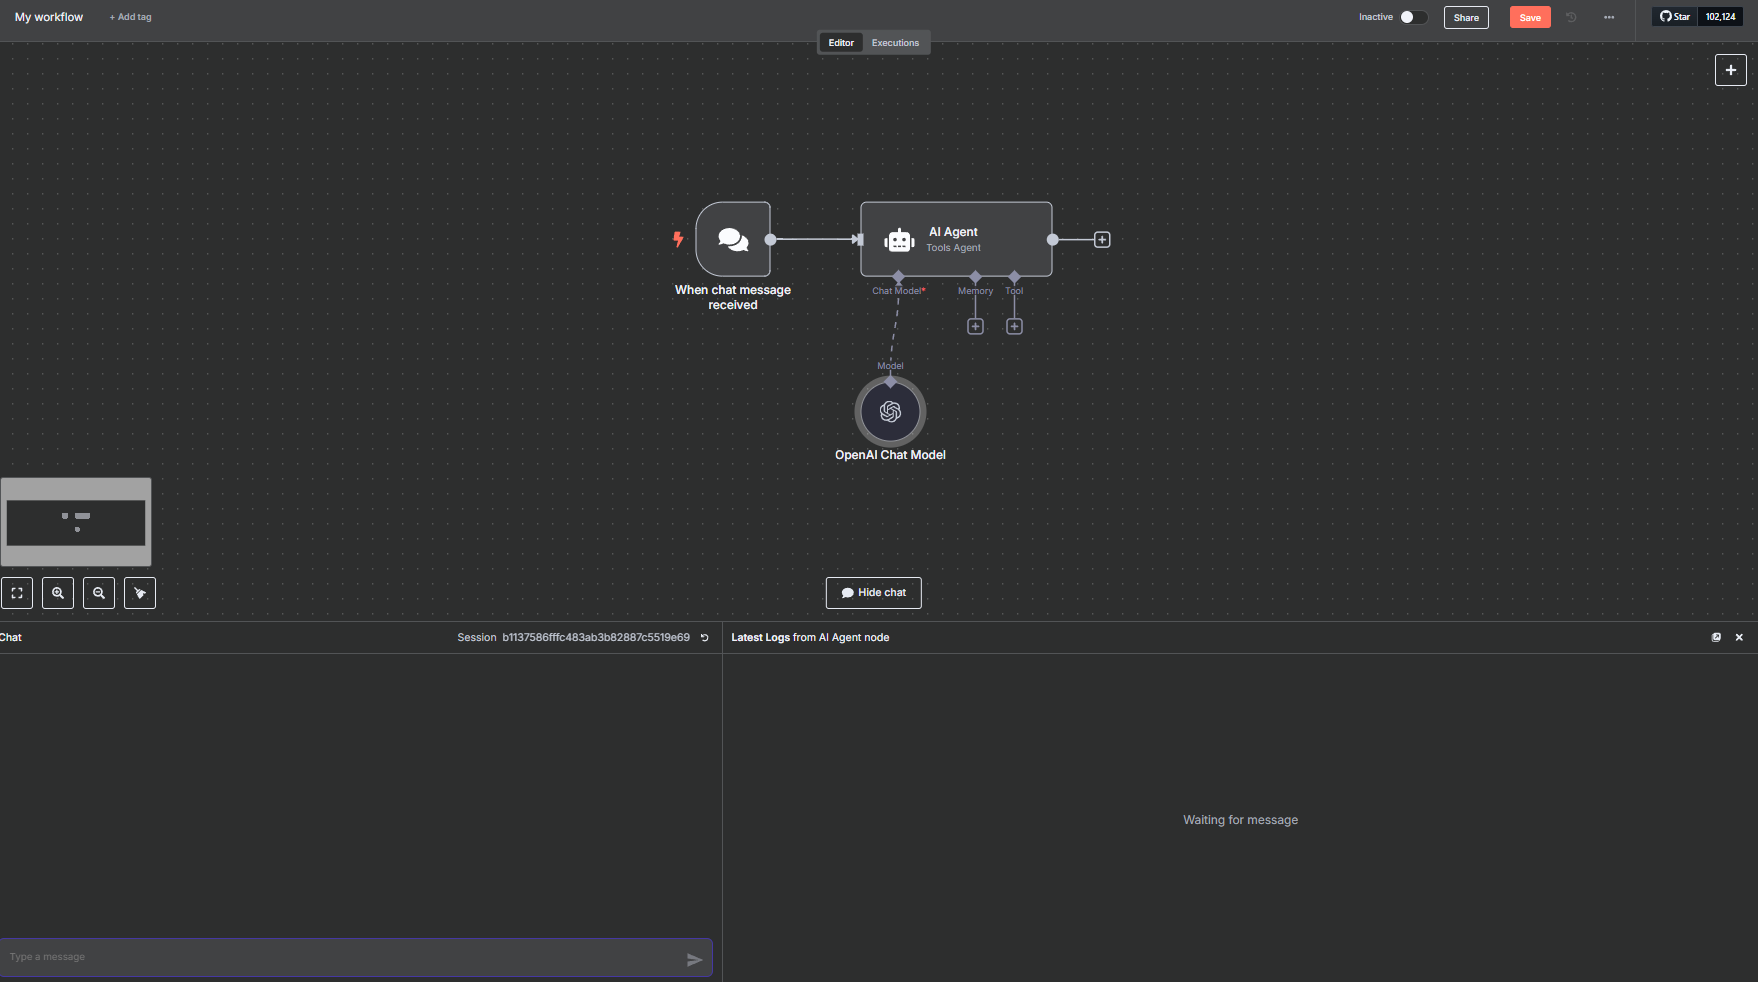 My workflow
+ Add tag
Inactive
Share
Save
Star
102,124
Editor
Executions
AI Agent
Tools Agent
When chat message
received
Chat Model*
Memory
Tool
Model
OpenAI Chat Model
Hide chat
Chat
Session b1137586fffc483ab3b82887c5519e69
Latest Logs from AI Agent node
Waiting for message
Type a message